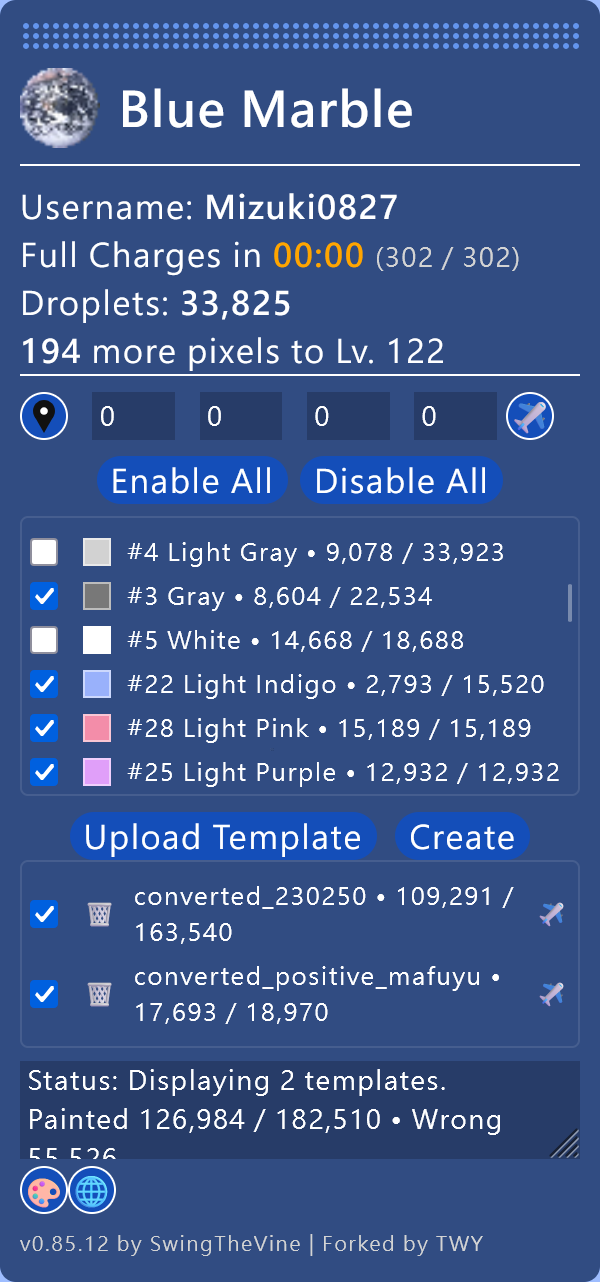 Blue Marble
Username: Mizuki0827
Full Charges in 00:00 (302 / 302)
Droplets: 33,825
194 more pixels to Lv. 122
0 0 0 0
Enable All Disable All
#4 Light Gray • 9,078 / 33,923
#3 Gray • 8,604 / 22,534
#5 White • 14,668 / 18,688
#22 Light Indigo • 2,793 / 15,520
#28 Light Pink • 15,189 / 15,189
#25 Light Purple • 12,932 / 12,932
Upload Template Create
converted_230250 • 109,291 /
163,540
converted_positive_mafuyu •
17,693 / 18,970
Status: Displaying 2 templates.
Painted 126,984 / 182,510 • Wrong
55,526
v0.85.12 by SwingTheVine | Forked by TWY